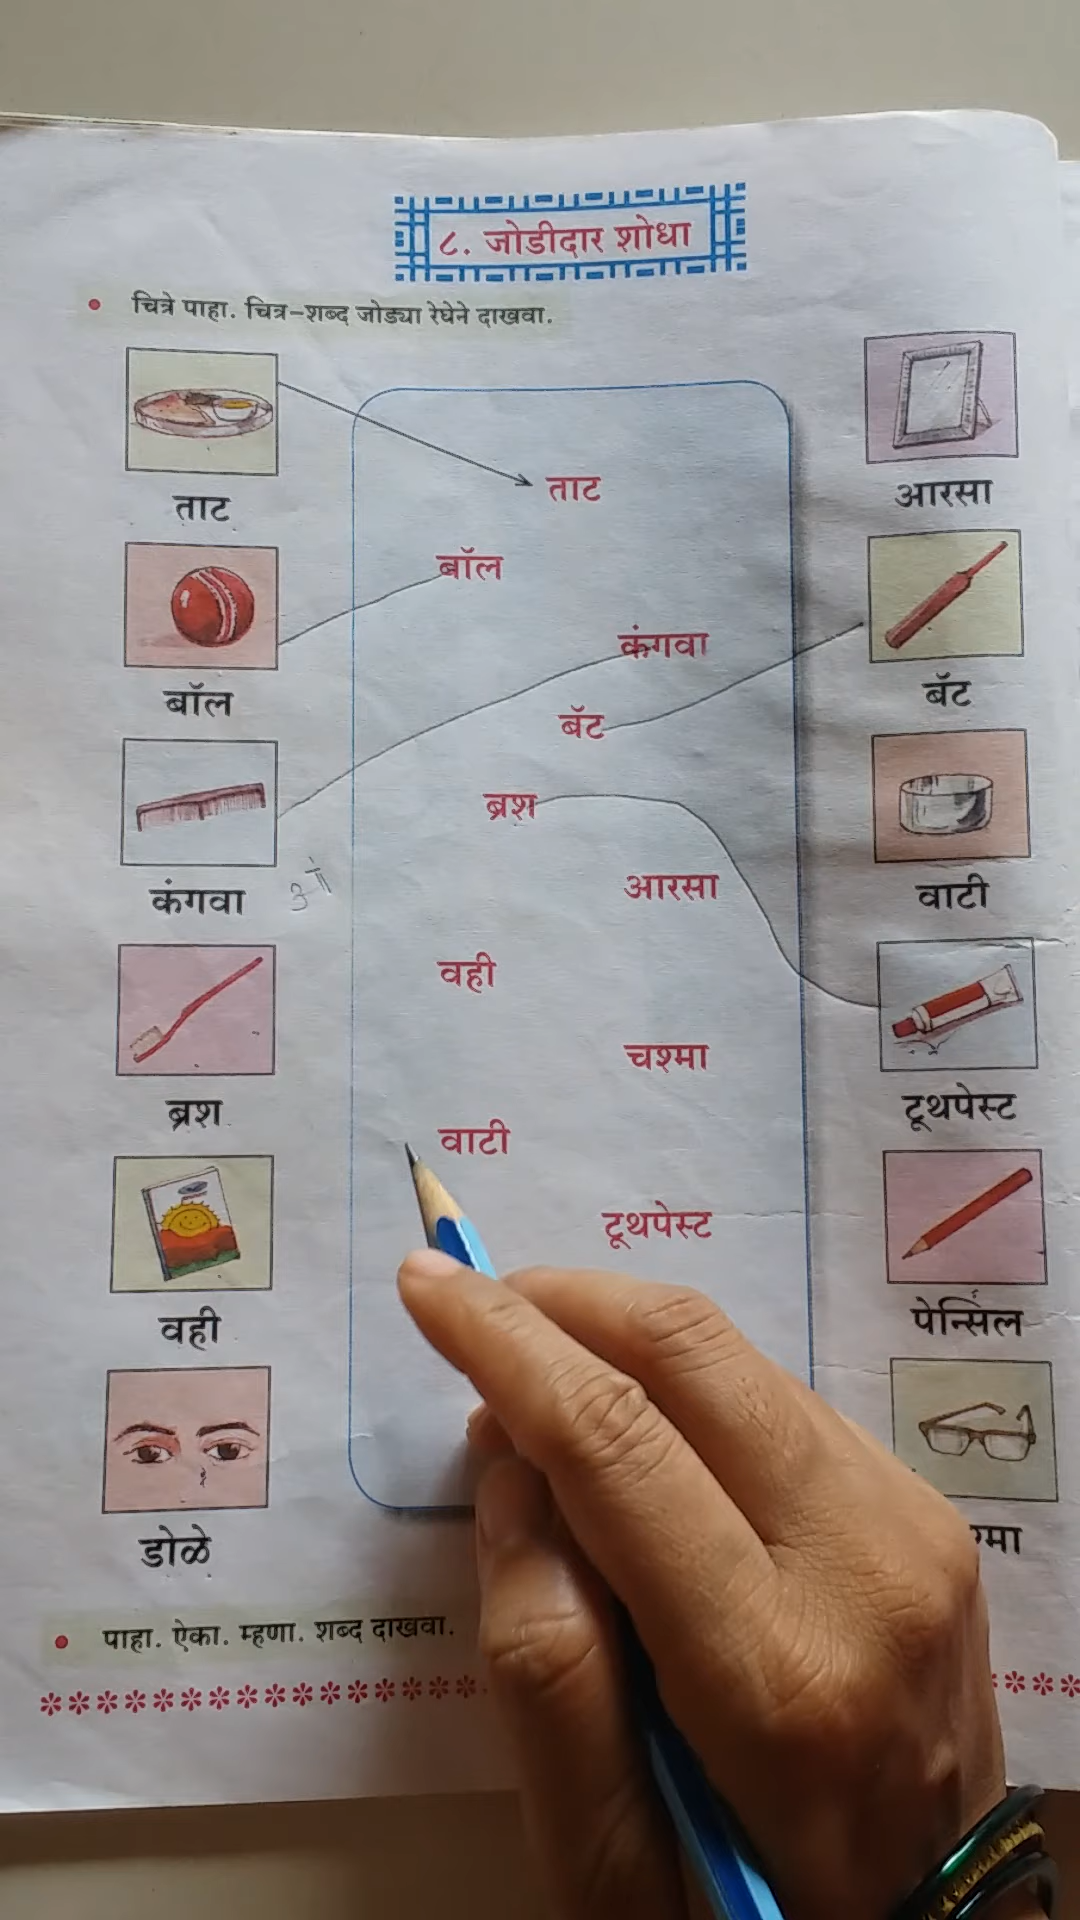 ८. जोडीदार शोधा
• चित्रे पाहा. चित्र-शब्द जोड्या रेघेने दाखवा.
ताट
बॉल
कंगवा
ब्रश
वही
डोळे
ताट
बॉल
कंगवा
बॅट
ब्रश
आरसा
वही
चश्मा
वाटी
टूथपेस्ट
आरसा
बॅट
वाटी
टूथपेस्ट
पेन्सिल
• पाहा. ऐका. म्हणा. शब्द दाखवा.